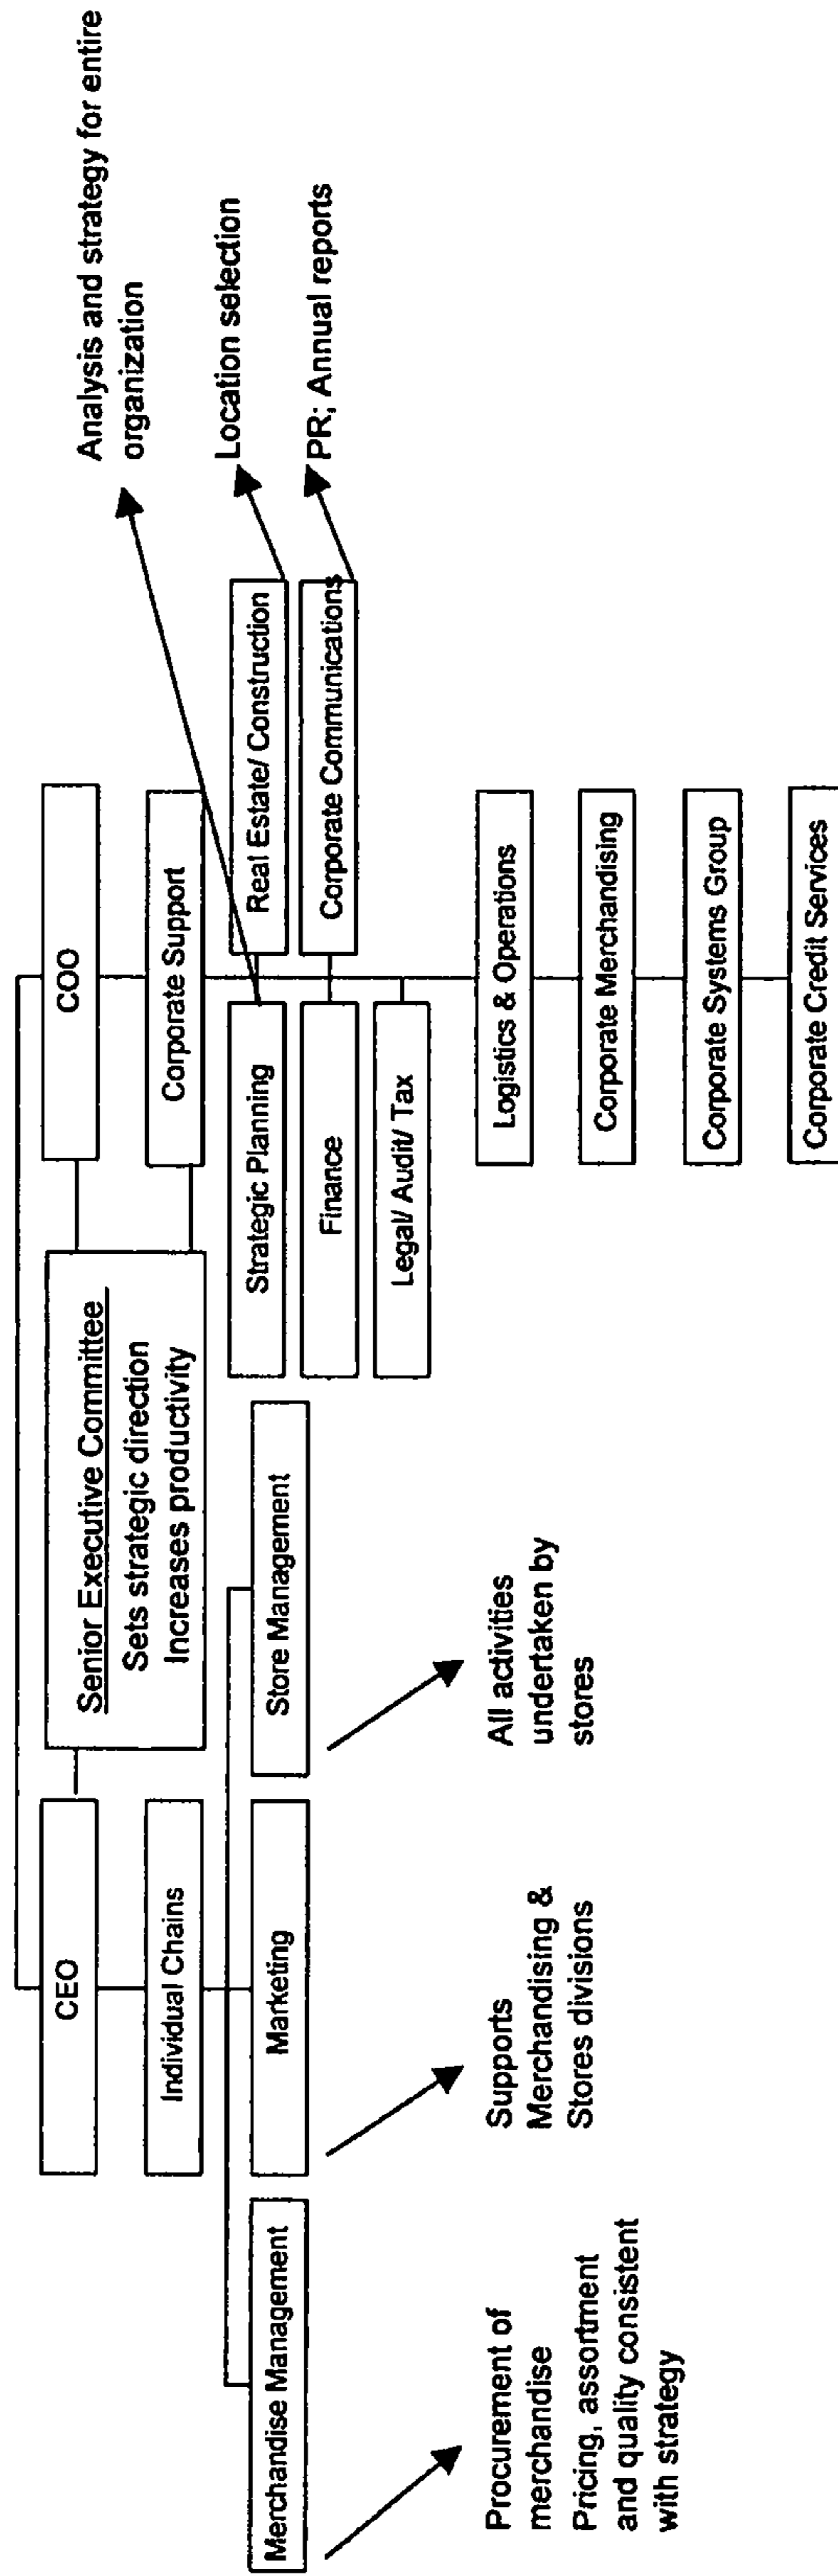 CEO
COO
Senior Executive Committee
Sets strategic direction
Increases productivity
Individual Chains
Corporate Support
Merchandise Management
Marketing
Store Management
Strategic Planning
Real Estate/ Construction
Finance
Corporate Communications
Legal/ Audit/ Tax
Logistics & Operations
Corporate Merchandising
Corporate Systems Group
Corporate Credit Services
Analysis and strategy for entire
organization
Location selection
PR; Annual reports
Procurement of
merchandise
Pricing, assortment
and quality consistent
with strategy
Supports
Merchandising &
Stores divisions
All activities
undertaken by
stores